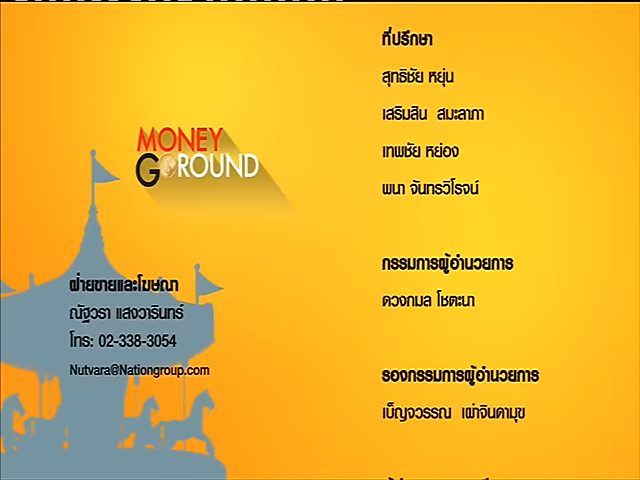 MONEY
GO ROUND
ฝ่ายขายและโฆษณา
ณัฐวรา แสงวารินทร์
โทร: 02-338-3054
Nutvara@Nationgroup.com
ที่ปรึกษา
สุทธิชัย หยุ่น
เสริมสิน สมะลาภา
เทพชัย หย่อง
พนา จันทรวิโรจน์
กรรมการผู้อำนวยการ
ดวงกมล โชตะนา
รองกรรมการผู้อำนวยการ
เบ็ญจวรรณ เผ่าจินดามุข